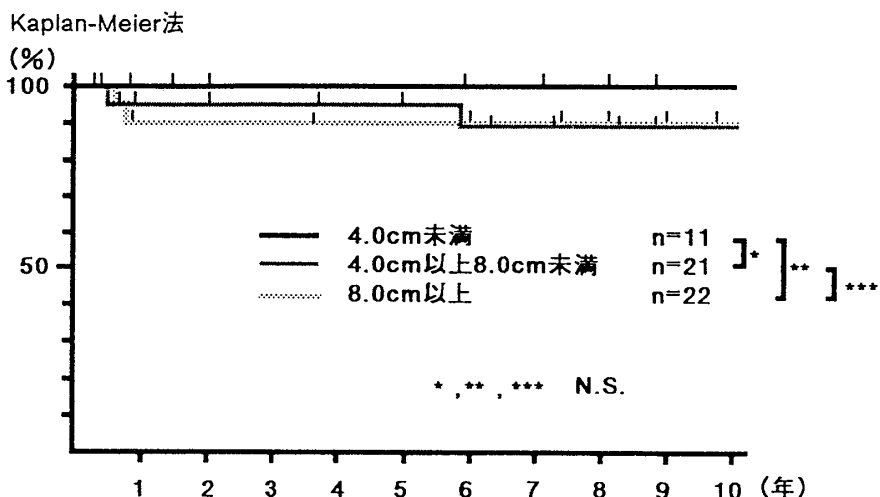 Kaplan-Meier法
(%)
100
50
4.0cm未満 n=11
4.0cm以上8.0cm未満 n=21
8.0cm以上 n=22
*
**
***
* ,** , *** N.S.
1 2 3 4 5 6 7 8 9 10 (年)